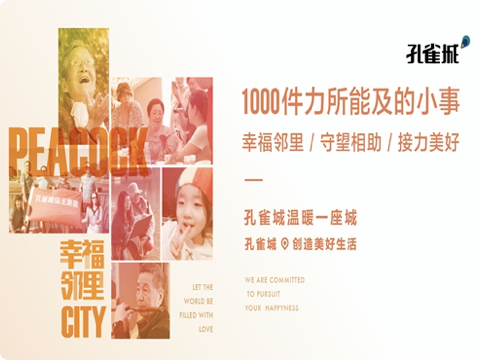 孔雀城
1000件力所能及的小事
幸福邻里 / 守望相助 / 接力美好
孔雀城温暖一座城
孔雀城 创造美好生活
WE ARE COMMITTED
TO PURSUIT
YOUR HAPPYNESS
PEACOCK
幸福
邻里
CITY
LET THE
WORLD BE
FILLED WITH
LOVE